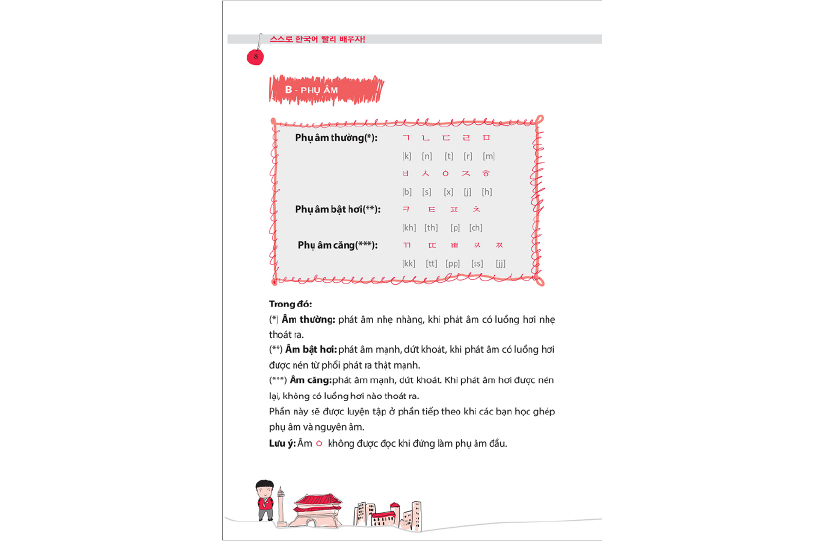 스스로 한국어 빨리 배우자!
8
B - PHỤ ÂM
Phụ âm thường(*): ㄱ ㄴ ㄷ ㄹ ㅁ
[k] [n] [t] [r] [m]
ㅂ ㅅ ㅇ ㅈ ㅎ
[b] [s] [x] [j] [h]
Phụ âm bật hơi(**): ㅋ ㅌ ㅍ ㅊ
[kh] [th] [p] [ch]
Phụ âm căng(***): ㄲ ㄸ ㅃ ㅆ ㅉ
[kk] [tt] [pp] [ss] [jj]
Trong đó:
(*) Âm thường: phát âm nhẹ nhàng, khi phát âm có luồng hơi nhẹ
thoát ra.
(**) Âm bật hơi: phát âm mạnh, dứt khoát, khi phát âm có luồng hơi
được nén từ phổi phát ra thật mạnh.
(***) Âm căng: phát âm mạnh, dứt khoát. Khi phát âm hơi được nén
lại, không có luồng hơi nào thoát ra.
Phần này sẽ được luyện tập ở phần tiếp theo khi các bạn học ghép
phụ âm và nguyên âm.
Lưu ý: Âm ㅇ không được đọc khi đứng làm phụ âm đầu.